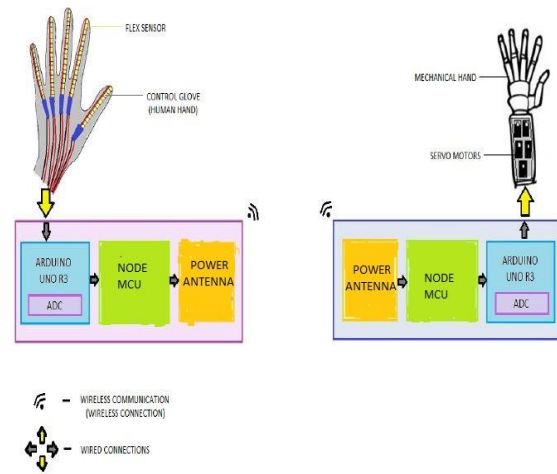 FLEX SENSOR
CONTROL GLOVE
(HUMAN HAND)
ARDUINO
UNO R3
ADC
NODE
MCU
POWER
ANTENNA
MECHANICAL HAND
SERVO MOTORS
POWER
ANTENNA
NODE
MCU
ARDUINO
UNO R3
ADC
– WIRELESS COMMUNICATION
(WIRELESS CONNECTION)
– WIRED CONNECTIONS